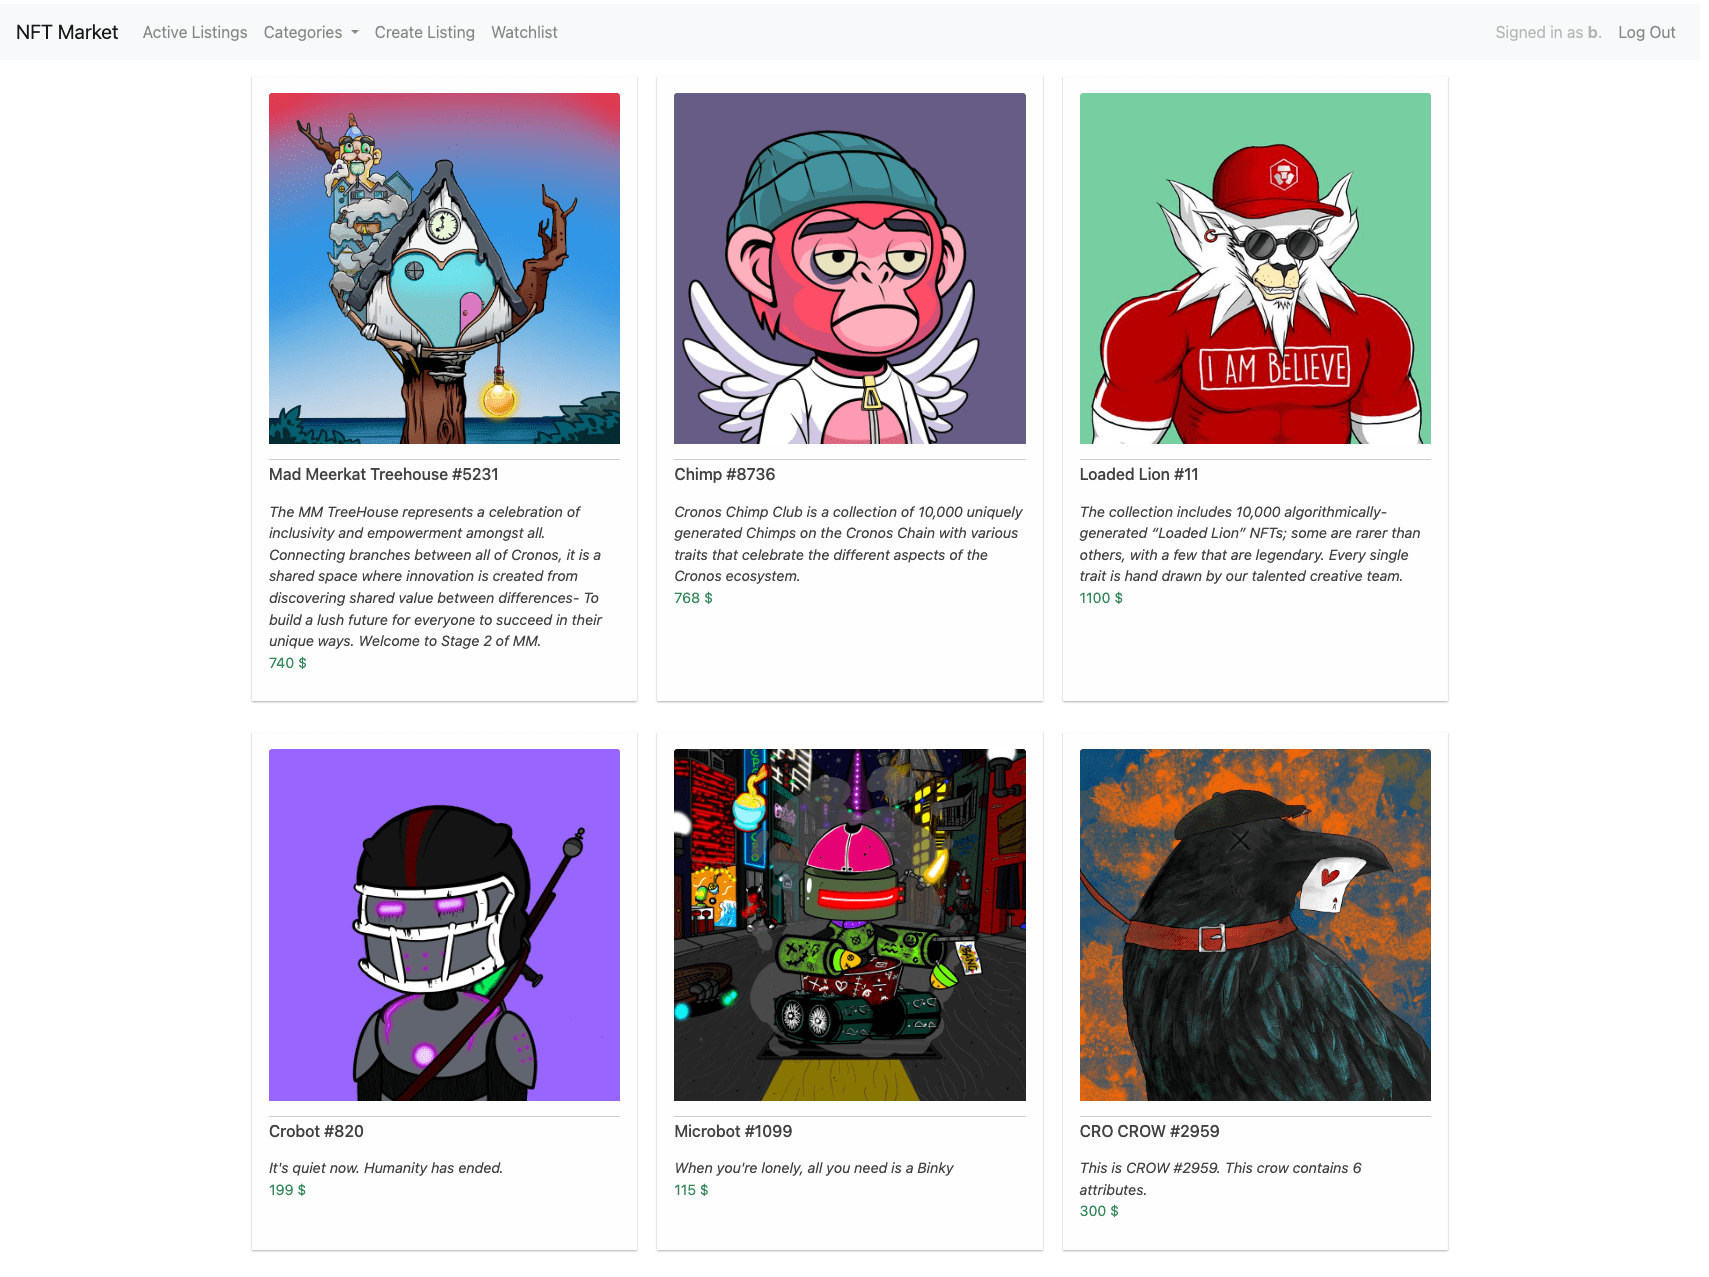 NFT Market Active Listings Categories Create Listing Watchlist Signed in as b. Log Out
I AM BELIEVE
Mad Meerkat Treehouse #5231
The MM TreeHouse represents a celebration of
inclusivity and empowerment amongst all.
Connecting branches between all of Cronos, it is a
shared space where innovation is created from
discovering shared value between differences- To
build a lush future for everyone to succeed in their
unique ways. Welcome to Stage 2 of MM.
740 $
Chimp #8736
Cronos Chimp Club is a collection of 10,000 uniquely
generated Chimps on the Cronos Chain with various
traits that celebrate the different aspects of the
Cronos ecosystem.
768 $
Loaded Lion #11
The collection includes 10,000 algorithmically-
generated “Loaded Lion” NFTs; some are rarer than
others, with a few that are legendary. Every single
trait is hand drawn by our talented creative team.
1100 $
Crobot #820
It's quiet now. Humanity has ended.
199 $
BANG
Microbot #1099
When you're lonely, all you need is a Binky
115 $
A
CRO CROW #2959
This is CROW #2959. This crow contains 6
attributes.
300 $